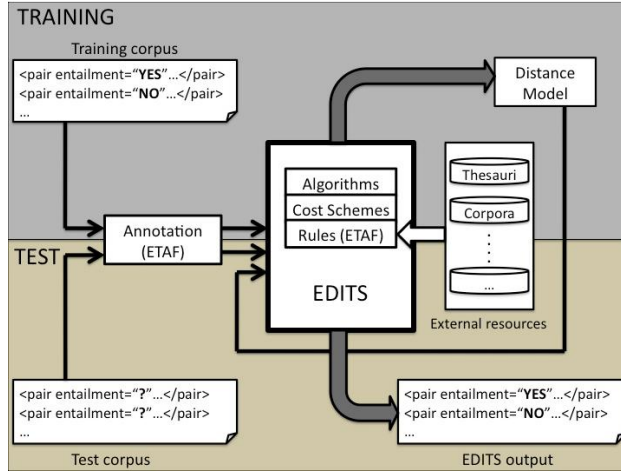 TRAINING
Training corpus
<pair entailment=“YES”...</pair>
<pair entailment=“NO”...</pair>
...
Distance
Model
Algorithms
Cost Schemes
Rules (ETAF)
EDITS
Thesauri
Corpora
...
External resources
Annotation
(ETAF)
TEST
<pair entailment=“?”...</pair>
<pair entailment=“?”...</pair>
...
Test corpus
<pair entailment=“YES”...</pair>
<pair entailment=“NO”...</pair>
...
EDITS output